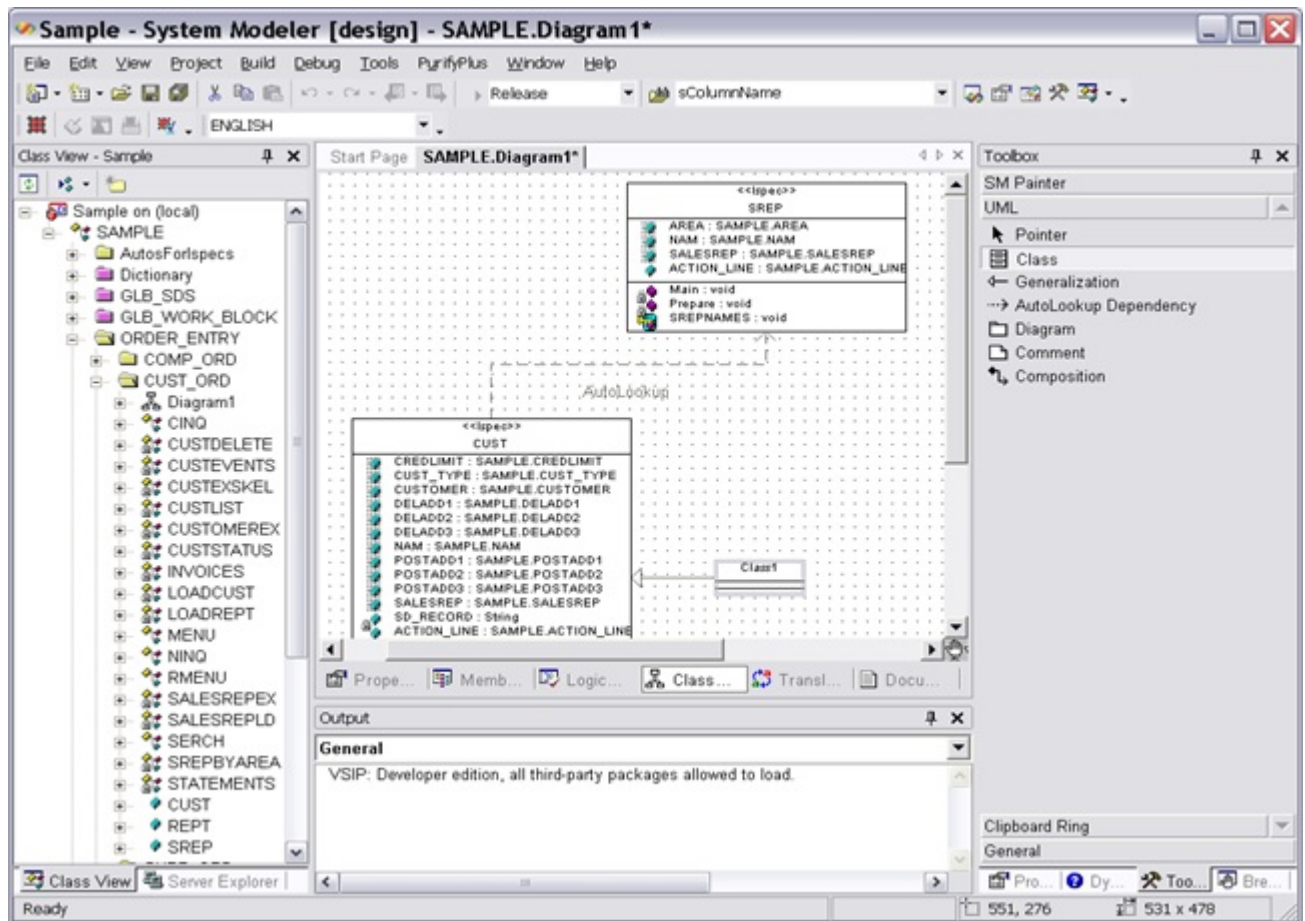 Sample - System Modeler [design] - SAMPLE.Diagram1*
File Edit View Project Build Debug Tools PurifyPlus Window Help
Release sColumnName
ENGLISH
Class View - Sample
Sample on (local)
SAMPLE
AutosForIspecs
Dictionary
GLB_SDS
GLB_WORK_BLOCK
ORDER_ENTRY
COMP_ORD
CUST_ORD
Diagram1
CINQ
CUSTDELETE
CUSTEVENTS
CUSTEXSKEL
CUSTLIST
CUSTOMEREX
CUSTSTATUS
INVOICES
LOADCUST
LOADREPT
MENU
NINQ
RMENU
SALESREPEX
SALESREPLD
SERCH
SREPBYAREA
STATEMENTS
CUST
REPT
SREP
Class View Server Explorer
Start Page SAMPLE.Diagram1*
<<Ispec>>
SREP
AREA : SAMPLE.AREA
NAM : SAMPLE.NAM
SALESREP : SAMPLE.SALESREP
ACTION_LINE : SAMPLE.ACTION_LINE
Main : void
Prepare : void
SREPNAMES : void
AutoLookup
<<Ispec>>
CUST
CREDLIMIT : SAMPLE.CREDLIMIT
CUST_TYPE : SAMPLE.CUST_TYPE
CUSTOMER : SAMPLE.CUSTOMER
DELADD1 : SAMPLE.DELADD1
DELADD2 : SAMPLE.DELADD2
DELADD3 : SAMPLE.DELADD3
NAM : SAMPLE.NAM
POSTADD1 : SAMPLE.POSTADD1
POSTADD2 : SAMPLE.POSTADD2
POSTADD3 : SAMPLE.POSTADD3
SALESREP : SAMPLE.SALESREP
SD_RECORD : String
ACTION_LINE : SAMPLE.ACTION_LINE
Class1
Prope... Memb... Logic... Class... Transl... Docu...
Output
General
VSIP: Developer edition, all third-party packages allowed to load.
Toolbox
SM Painter
UML
Pointer
Class
Generalization
AutoLookup Dependency
Diagram
Comment
Composition
Clipboard Ring
General
Pro... Dy... Too... Bre...
Ready 551, 276 531 x 478